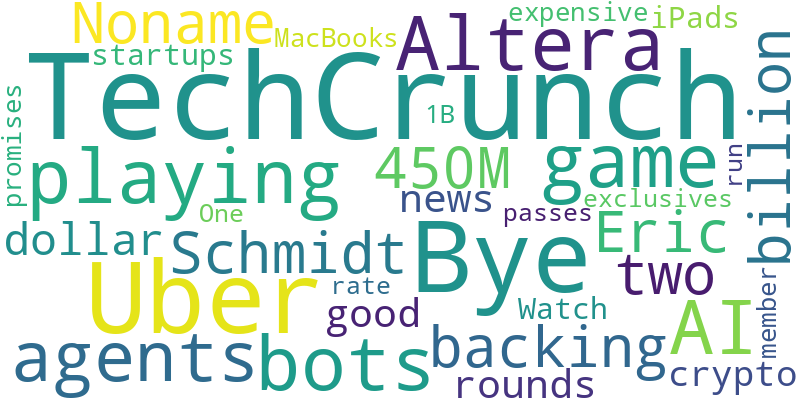 Noname
expensive
iPads
MacBooks
Altera
startups
TechCrunch
billion
promises
1B
playing
450M
game
run
news
exclusives
One
passes
Eric
dollar
Schmidt
Bye
Uber
two
rate
member
good
Watch
AI
agents
bots
backing
rounds
crypto